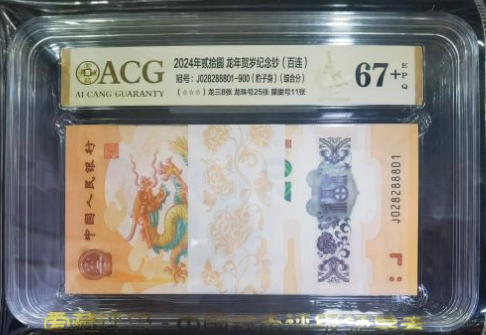 ACG
AI CANG GUARANTY
2024年贰拾圆 龙年贺岁纪念钞（百连）
冠号：J028288801-900（豹子身）（综合分）
（☆☆☆）龙三8张 龙珠号25张 圆号11张
67+
EPQ
中国人民银行
J028288801